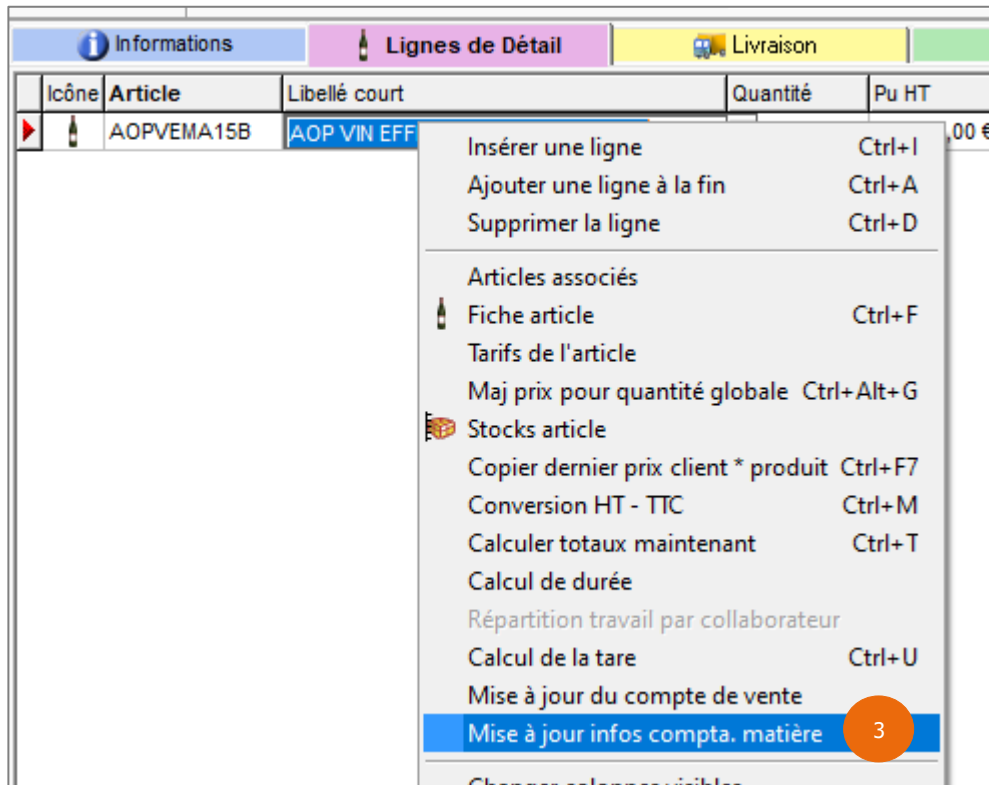 Informations Lignes de Détail Livraison
Icône Article Libellé court Quantité Pu HT
AOPVEMA15B AOP VIN EFF ,00 €
Insérer une ligne Ctrl+I
Ajouter une ligne à la fin Ctrl+A
Supprimer la ligne Ctrl+D
Articles associés
Fiche article Ctrl+F
Tarifs de l'article
Maj prix pour quantité globale Ctrl+Alt+G
Stocks article
Copier dernier prix client * produit Ctrl+F7
Conversion HT - TTC Ctrl+M
Calculer totaux maintenant Ctrl+T
Calcul de durée
Répartition travail par collaborateur
Calcul de la tare Ctrl+U
Mise à jour du compte de vente
Mise à jour infos compta. matière 3
Changer colonnes visibles